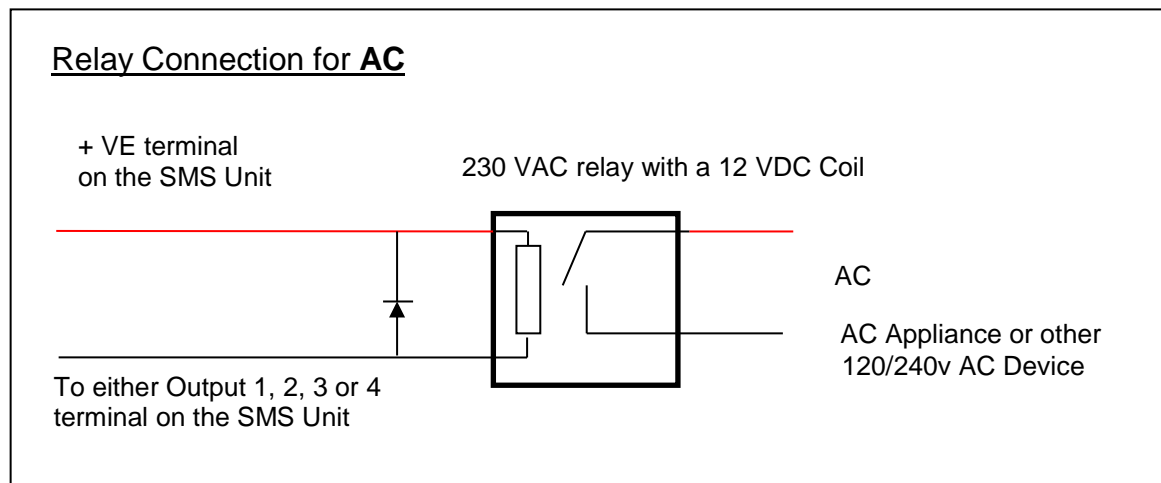 Relay Connection for AC
+ VE terminal
on the SMS Unit
230 VAC relay with a 12 VDC Coil
AC
AC Appliance or other
120/240v AC Device
To either Output 1, 2, 3 or 4
terminal on the SMS Unit